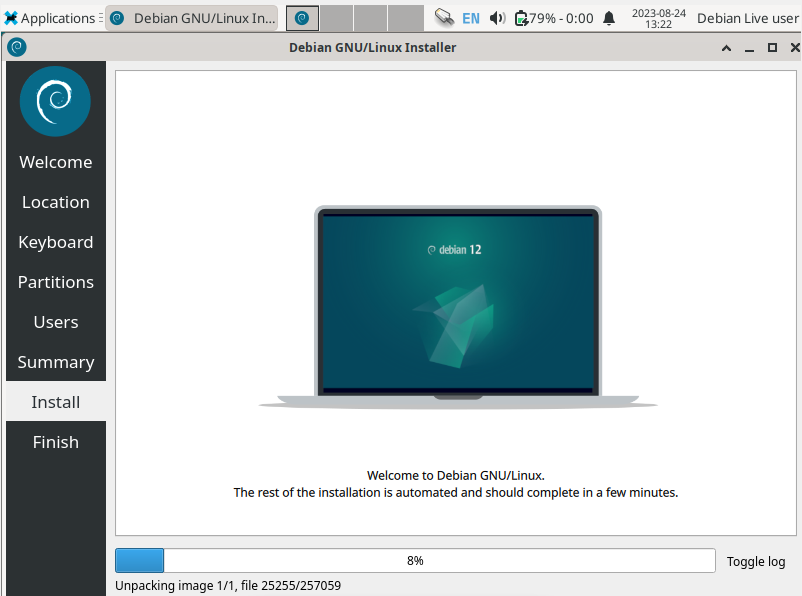 Applications
Debian GNU/Linux In...
EN
79% - 0:00
2023-08-24
13:22
Debian Live user
Debian GNU/Linux Installer
Welcome
Location
Keyboard
Partitions
Users
Summary
Install
Finish
debian 12
Welcome to Debian GNU/Linux.
The rest of the installation is automated and should complete in a few minutes.
8%
Toggle log
Unpacking image 1/1, file 25255/257059